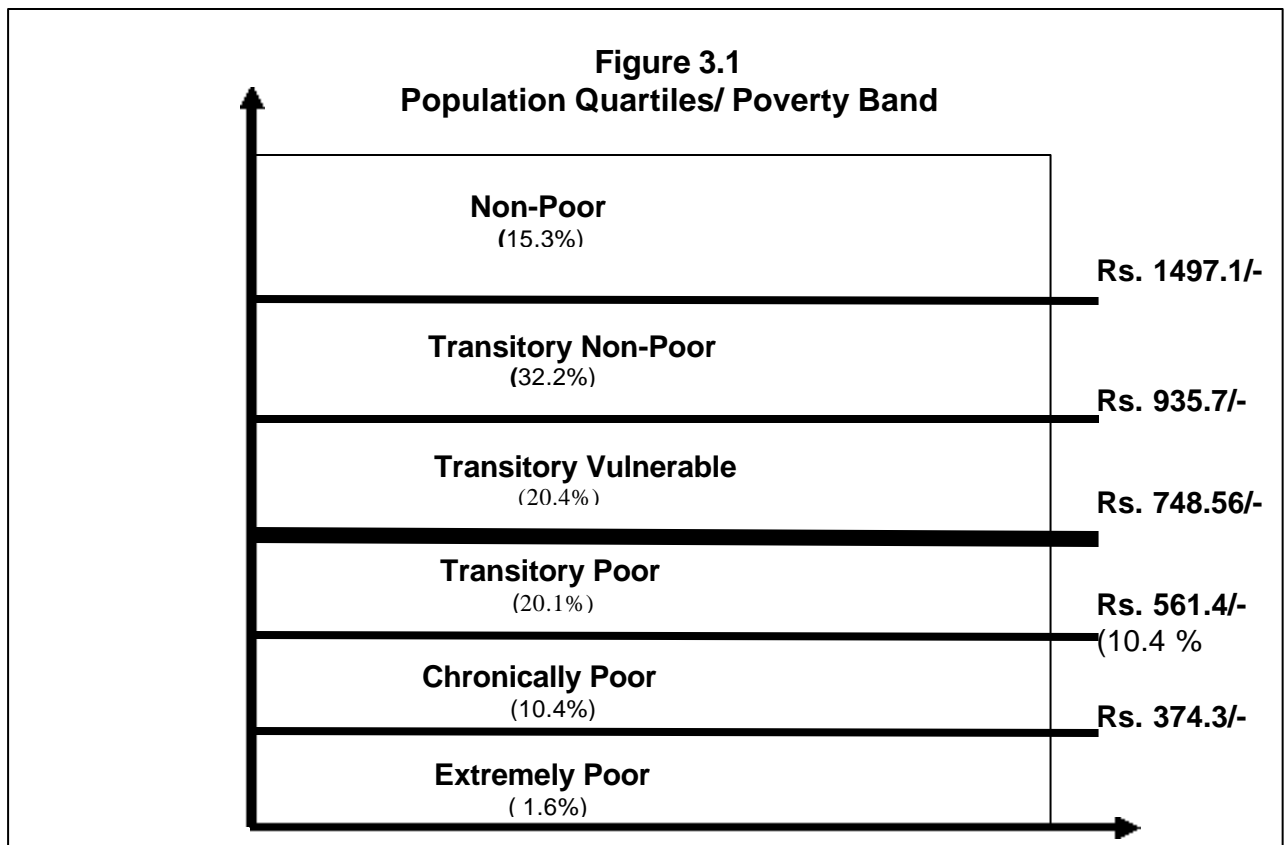 Figure 3.1
Population Quartiles/ Poverty Band
Non-Poor
(15.3%)
Rs. 1497.1/-
Transitory Non-Poor
(32.2%)
Rs. 935.7/-
Transitory Vulnerable
(20.4%)
Rs. 748.56/-
Transitory Poor
(20.1%)
Rs. 561.4/-
(10.4 %
Chronically Poor
(10.4%)
Rs. 374.3/-
Extremely Poor
( 1.6%)